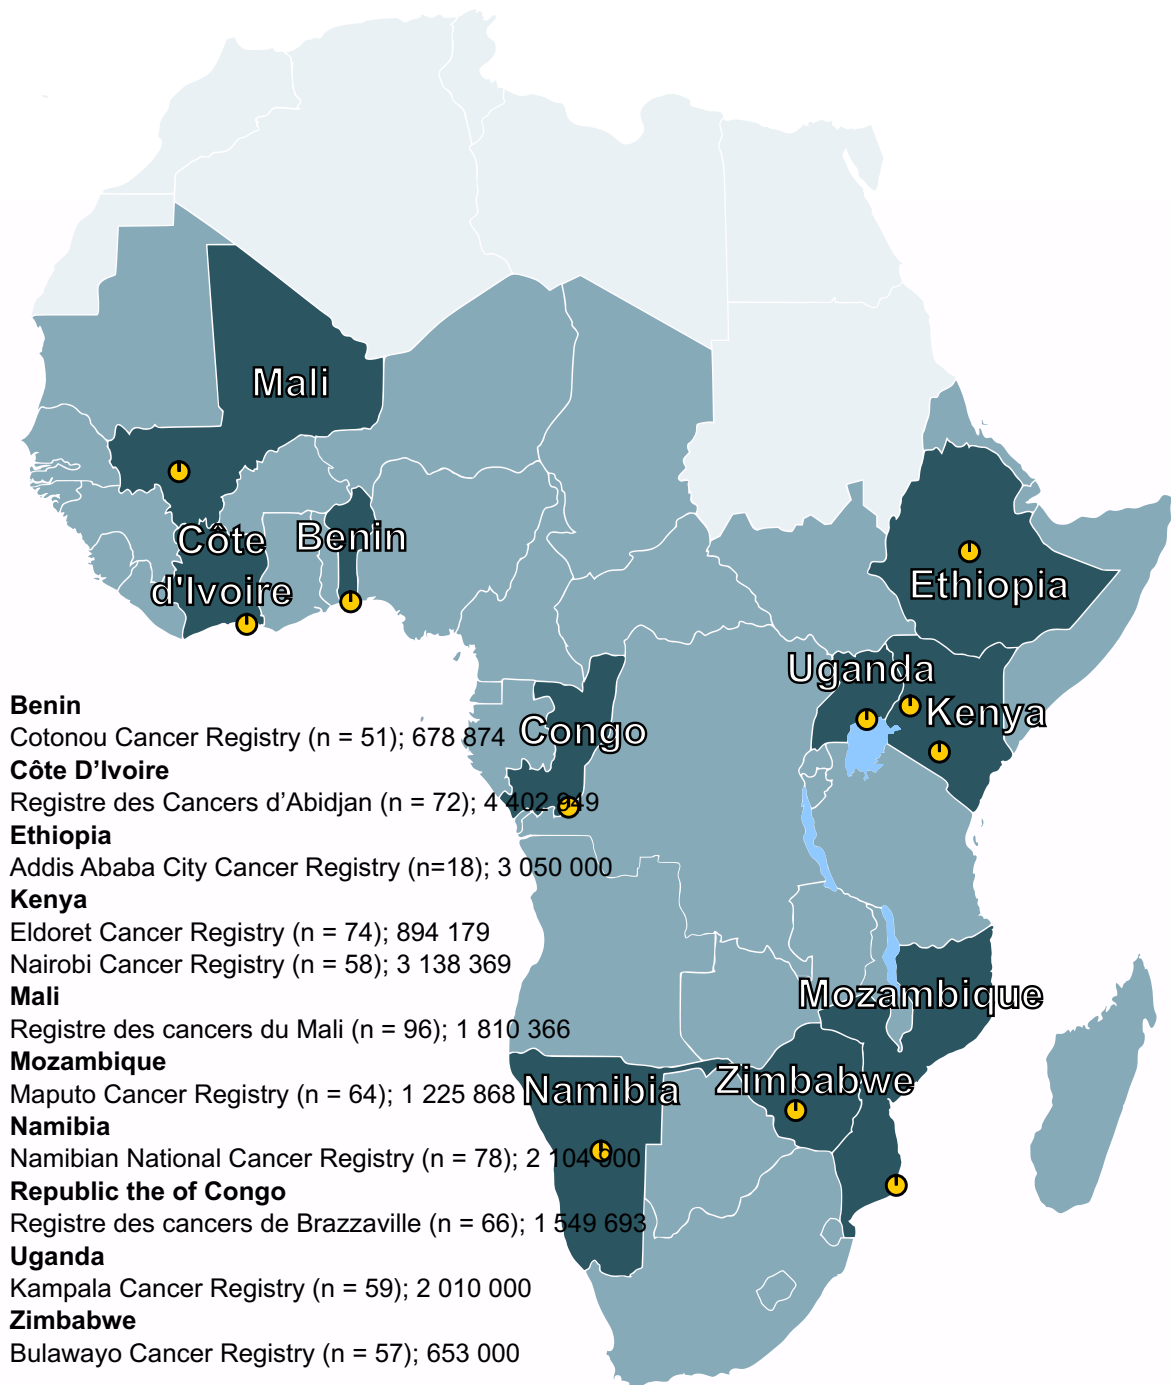 Mali
Côte
d'Ivoire
Benin
Ethiopia
Uganda
Kenya
Congo
Mozambique
Namibia
Zimbabwe
Benin
Cotonou Cancer Registry (n = 51); 678 874
Côte D’Ivoire
Registre des Cancers d’Abidjan (n = 72); 4 402 949
Ethiopia
Addis Ababa City Cancer Registry (n=18); 3 050 000
Kenya
Eldoret Cancer Registry (n = 74); 894 179
Nairobi Cancer Registry (n = 58); 3 138 369
Mali
Registre des cancers du Mali (n = 96); 1 810 366
Mozambique
Maputo Cancer Registry (n = 64); 1 225 868
Namibia
Namibian National Cancer Registry (n = 78); 2 104 900
Republic the of Congo
Registre des cancers de Brazzaville (n = 66); 1 549 693
Uganda
Kampala Cancer Registry (n = 59); 2 010 000
Zimbabwe
Bulawayo Cancer Registry (n = 57); 653 000